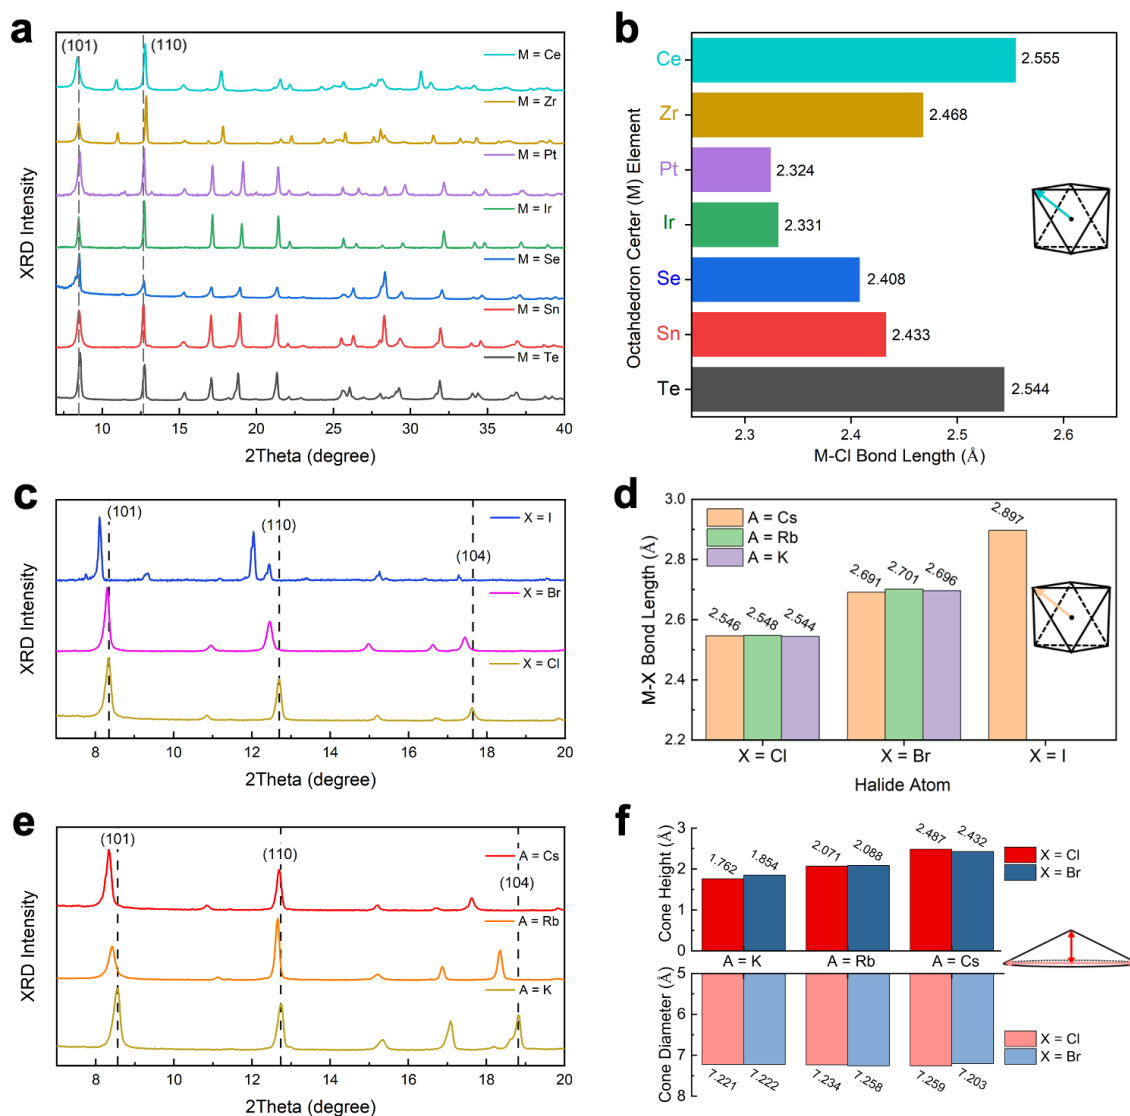 a
(101)
(110)
M = Ce
M = Zr
M = Pt
M = Ir
M = Se
M = Sn
M = Te
XRD Intensity
10 15 20 25 30 35 40
2Theta (degree)
b
Octahdedron Certer (M) Element
Ce 2.555
Zr 2.468
Pt 2.324
Ir 2.331
Se 2.408
Sn 2.433
Te 2.544
2.3 2.4 2.5 2.6
M-Cl Bond Length (Å)
c
(101)
(110)
(104)
X = I
X = Br
X = Cl
XRD Intensity
8 10 12 14 16 18 20
2Theta (degree)
d
M-X Bond Length (Å)
3.0
2.8
2.6
2.4
2.2
A = Cs
A = Rb
A = K
2.546 2.548 2.544
2.691 2.701 2.696
2.897
X = Cl X = Br X = I
Halide Atom
e
(101)
(110)
(104)
A = Cs
A = Rb
A = K
XRD Intensity
8 10 12 14 16 18 20
2Theta (degree)
f
Cone Height (Å)
3
2
1
0
1.762 1.854
2.071 2.088
2.487 2.432
X = Cl
X = Br
A = K A = Rb A = Cs
Cone Diameter (Å)
5
6
7
8
7.221 7.222
7.234 7.258
7.259 7.203
X = Cl
X = Br